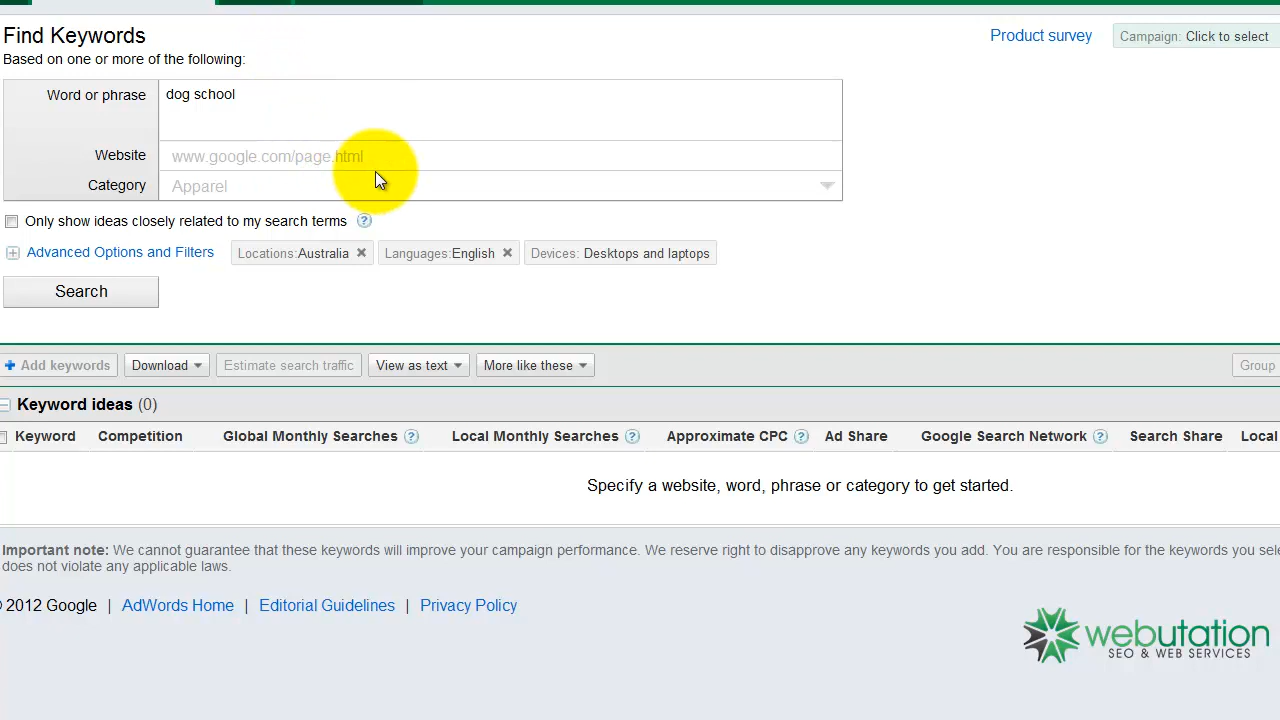 Find Keywords
Product survey
Campaign: Click to select
Based on one or more of the following:
Word or phrase
dog school
Website
www.google.com/page.html
Category
Apparel
Only show ideas closely related to my search terms ?
Advanced Options and Filters
Locations:Australia ×
Languages:English ×
Devices: Desktops and laptops
Search
Add keywords
Download
Estimate search traffic
View as text
More like these
Group
Keyword ideas (0)
Keyword Competition Global Monthly Searches ? Local Monthly Searches ? Approximate CPC ? Ad Share Google Search Network ? Search Share Local
Specify a website, word, phrase or category to get started.
Important note: We cannot guarantee that these keywords will improve your campaign performance. We reserve right to disapprove any keywords you add. You are responsible for the keywords you sele
does not violate any applicable laws.
2012 Google | AdWords Home | Editorial Guidelines | Privacy Policy
webutation
SEO & WEB SERVICES